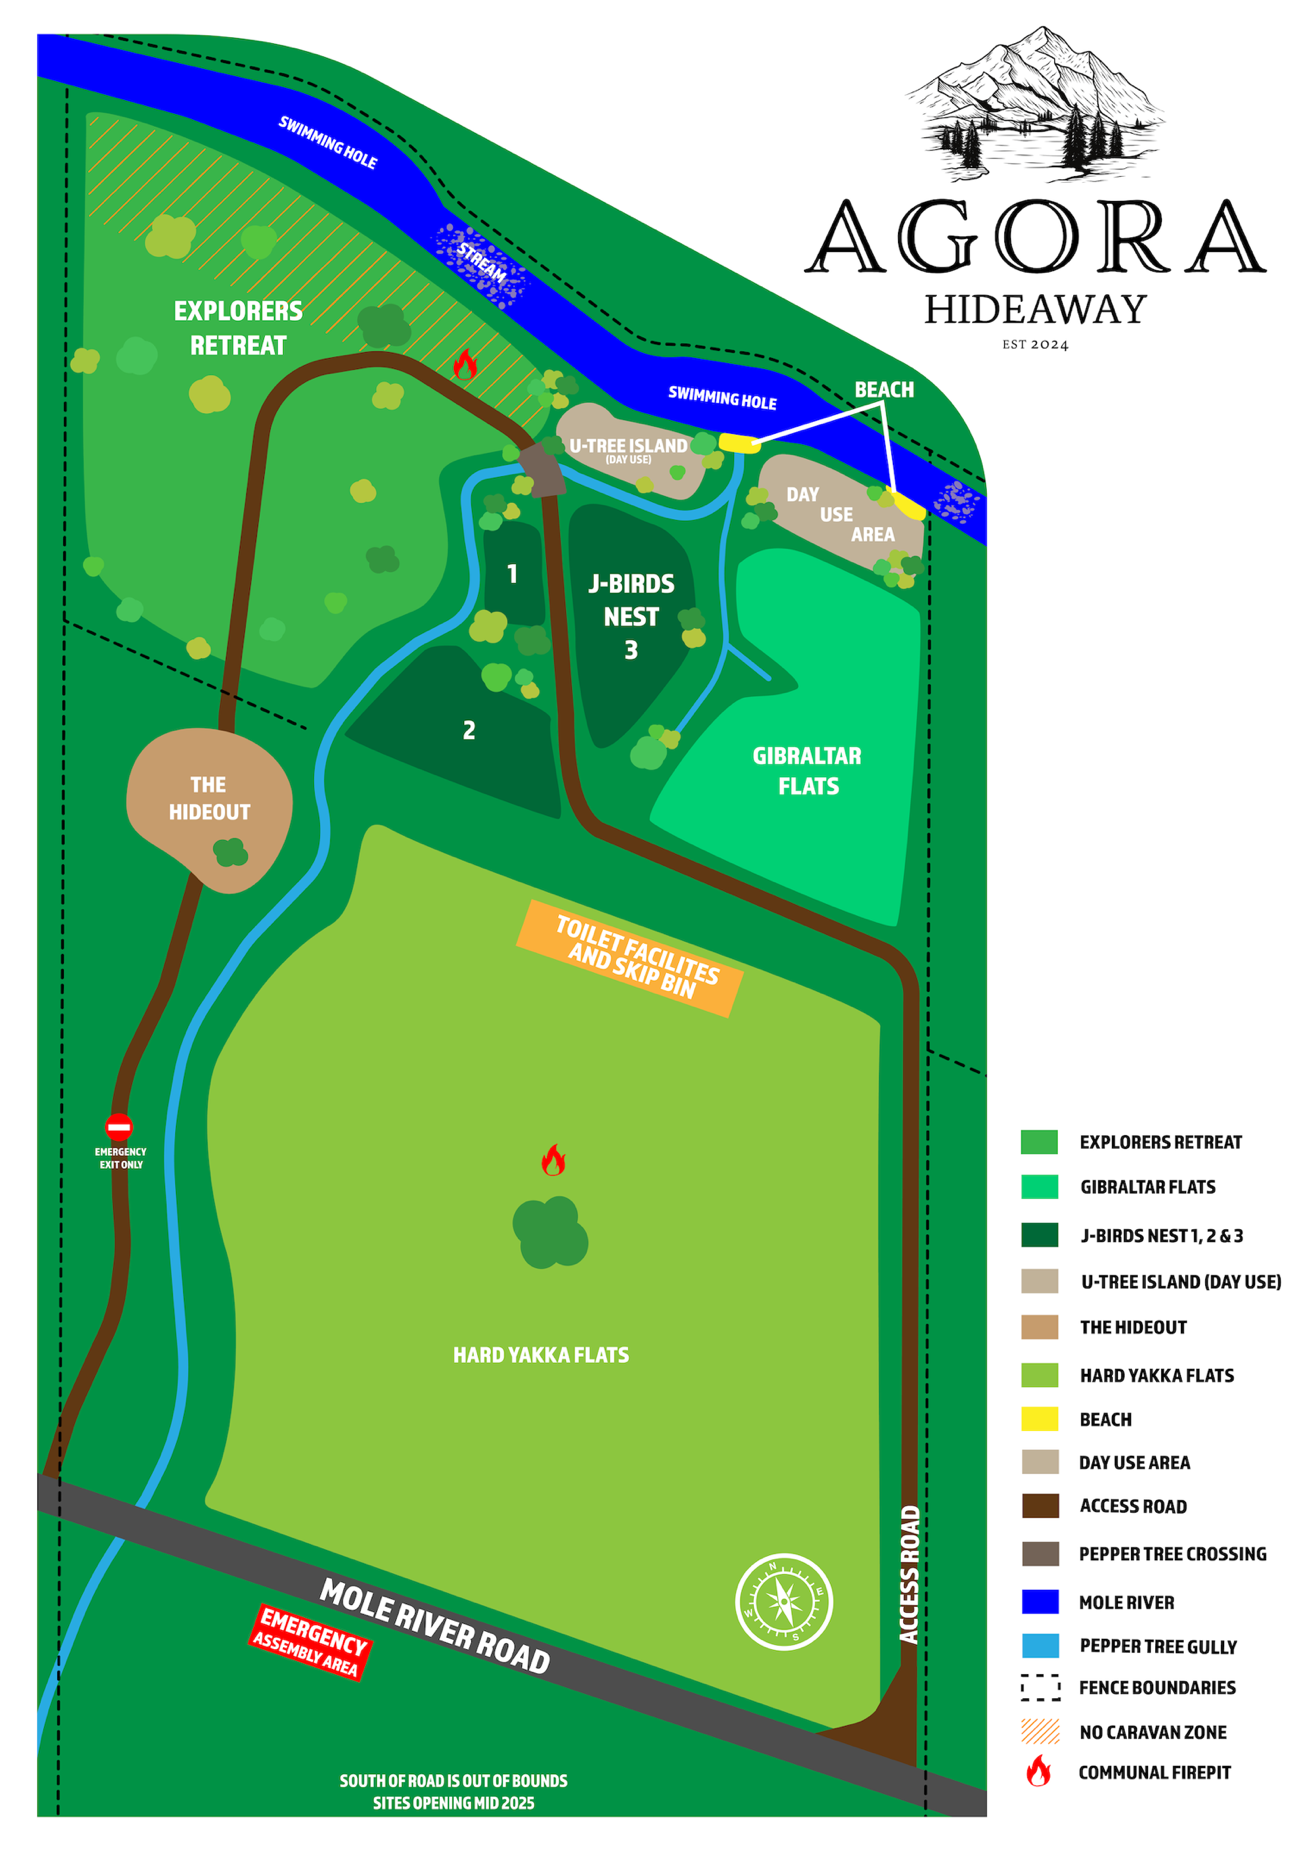 AGORA
HIDEAWAY
EST 2024
SWIMMING HOLE
STREAM
EXPLORERS
RETREAT
SWIMMING HOLE
BEACH
U-TREE ISLAND
(DAY USE)
DAY
USE
AREA
1
J-BIRDS
NEST
3
2
GIBRALTAR
FLATS
THE
HIDEOUT
TOILET FACILITES
AND SKIP BIN
EMERGENCY
EXIT ONLY
HARD YAKKA FLATS
N
E
S
W
ACCESS ROAD
MOLE RIVER ROAD
EMERGENCY
ASSEMBLY AREA
SOUTH OF ROAD IS OUT OF BOUNDS
SITES OPENING MID 2025
EXPLORERS RETREAT
GIBRALTAR FLATS
J-BIRDS NEST 1, 2 & 3
U-TREE ISLAND (DAY USE)
THE HIDEOUT
HARD YAKKA FLATS
BEACH
DAY USE AREA
ACCESS ROAD
PEPPER TREE CROSSING
MOLE RIVER
PEPPER TREE GULLY
FENCE BOUNDARIES
NO CARAVAN ZONE
COMMUNAL FIREPIT